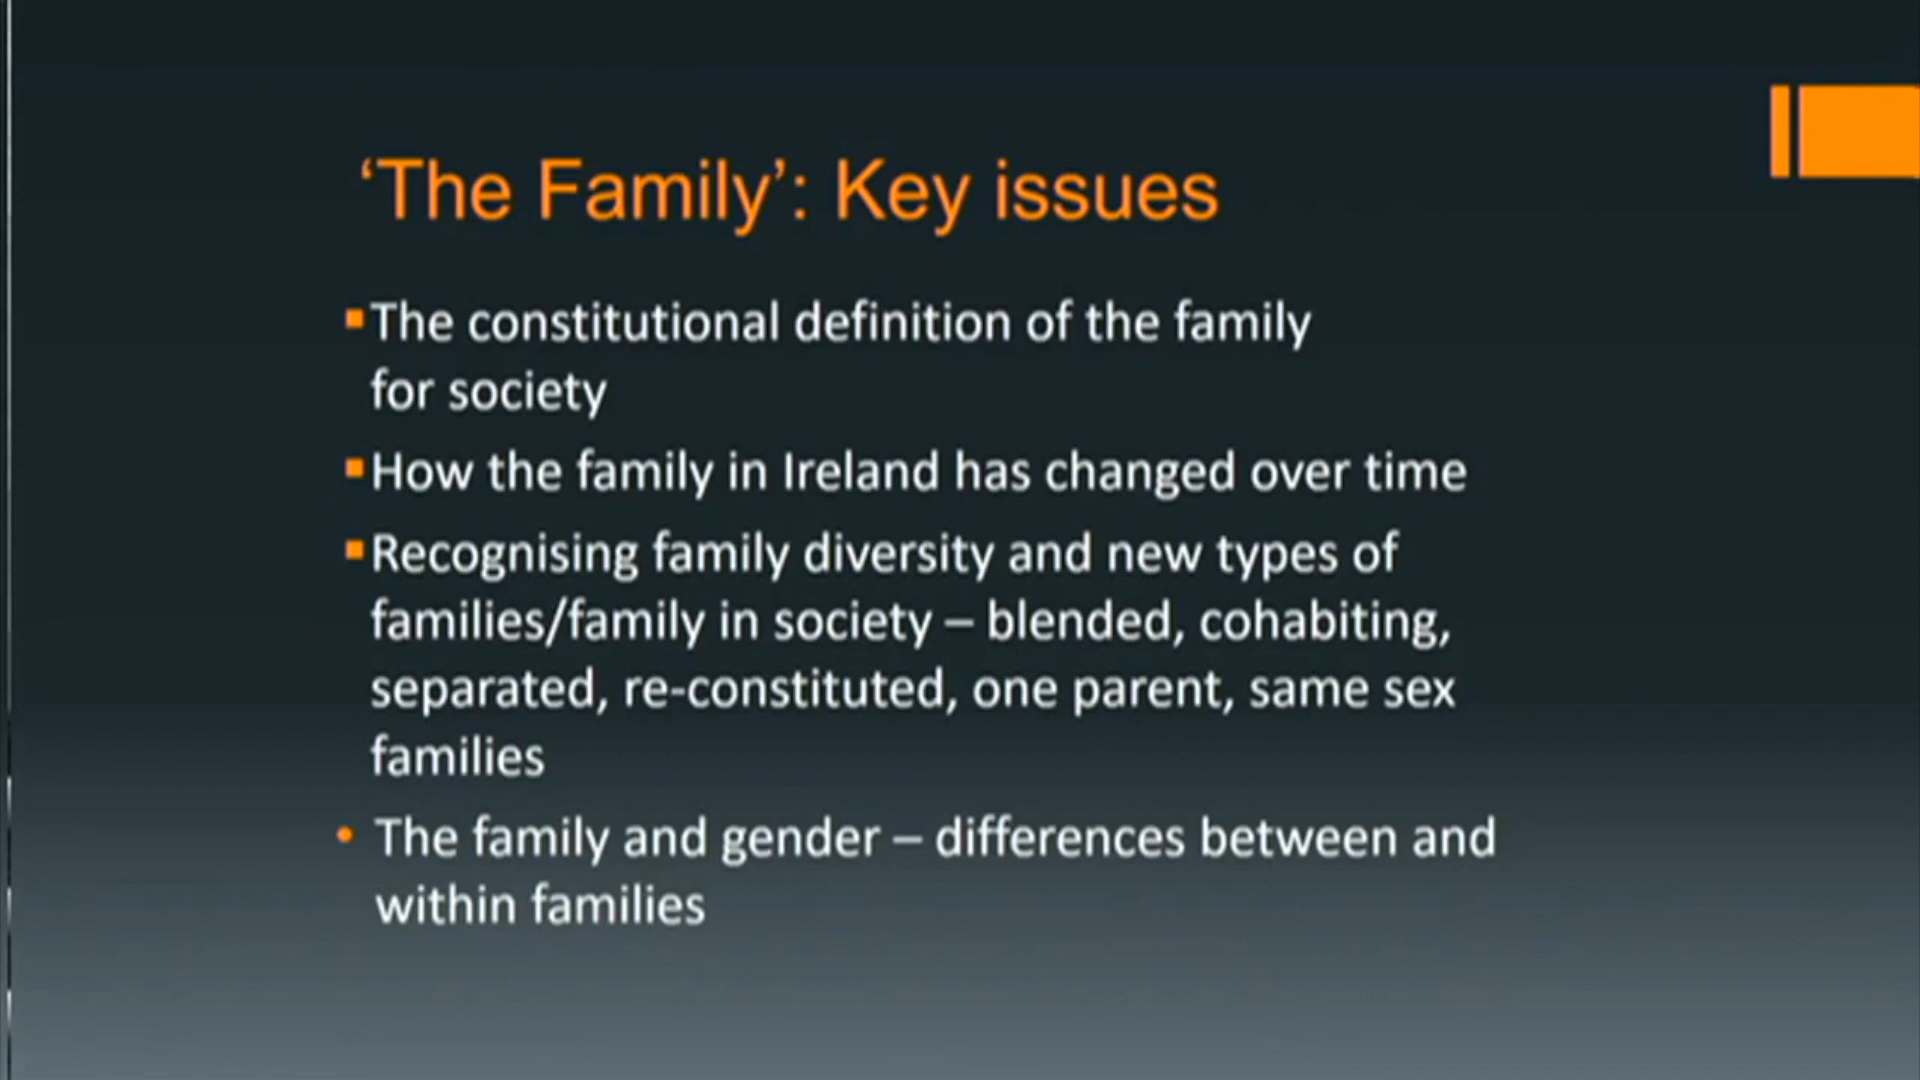 ‘The Family’: Key issues
▪The constitutional definition of the family
for society
▪How the family in Ireland has changed over time
▪Recognising family diversity and new types of
families/family in society – blended, cohabiting,
separated, re-constituted, one parent, same sex
families
• The family and gender – differences between and
within families